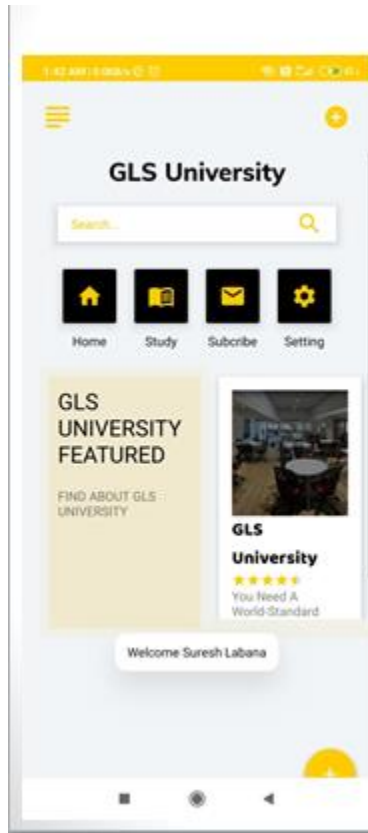 GLS University
Search...
Home Study Subcribe Setting
GLS
UNIVERSITY
FEATURED
FIND ABOUT GLS
UNIVERSITY
GLS
University
You Need A
World-Standard
Welcome Suresh Labana